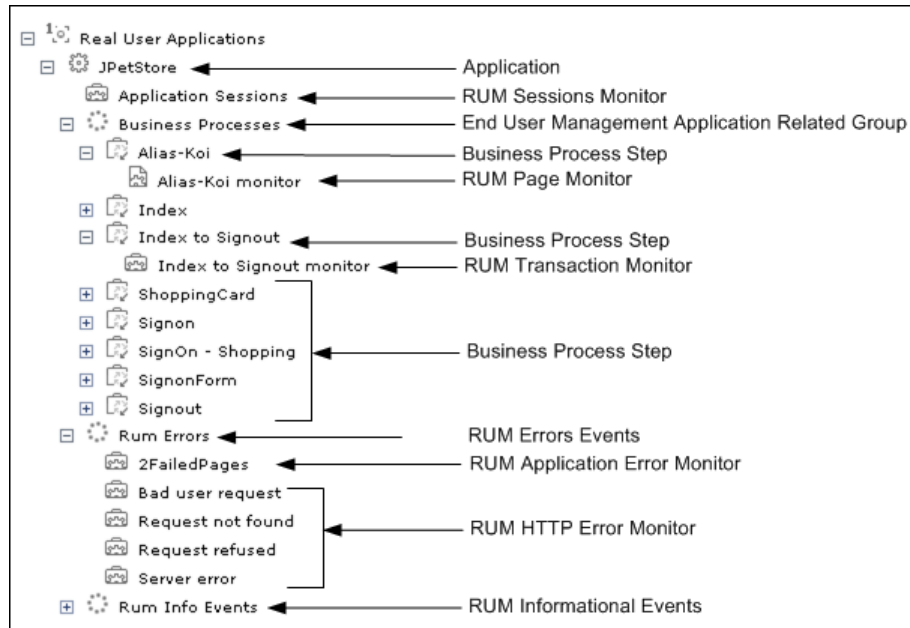 1 Real User Applications
JPetStore Application
Application Sessions RUM Sessions Monitor
Business Processes End User Management Application Related Group
Alias-Koi Business Process Step
Alias-Koi monitor RUM Page Monitor
Index
Index to Signout Business Process Step
Index to Signout monitor RUM Transaction Monitor
ShoppingCard
Signon
SignOn - Shopping Business Process Step
SignonForm
Signout
Rum Errors RUM Errors Events
2FailedPages RUM Application Error Monitor
Bad user request
Request not found RUM HTTP Error Monitor
Request refused
Server error
Rum Info Events RUM Informational Events